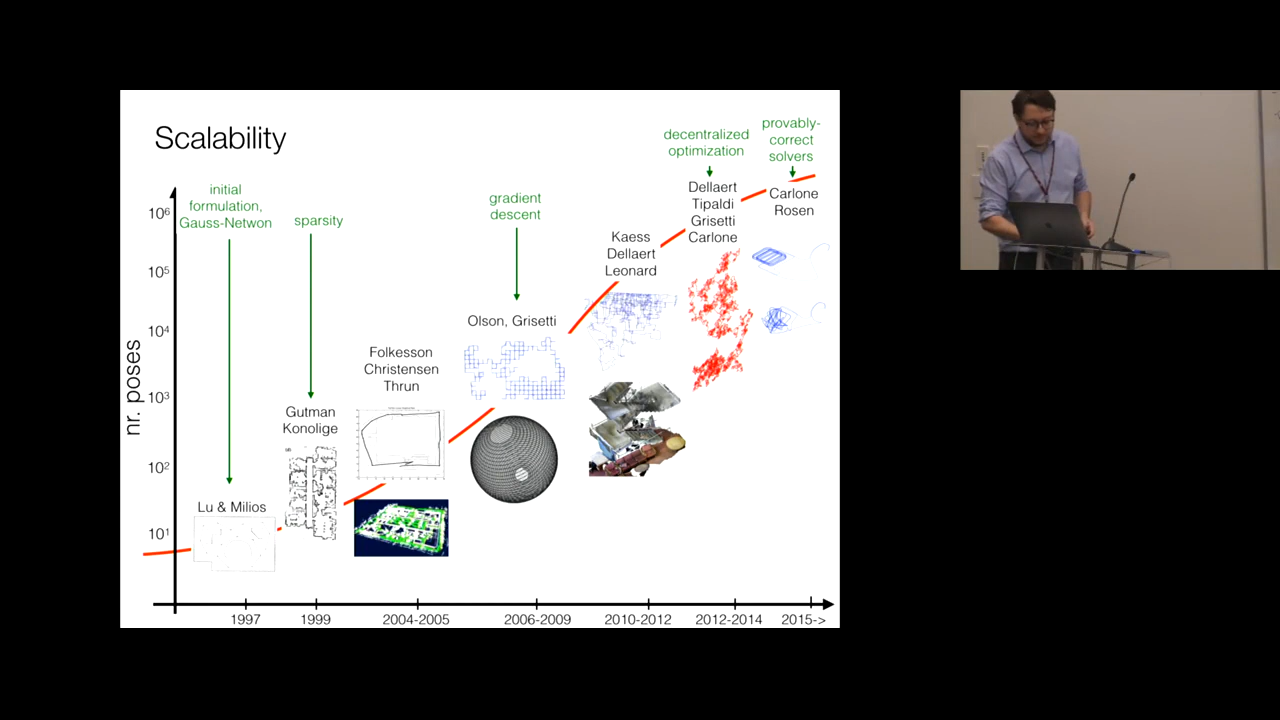 Scalability
initial
formulation,
Gauss-Netwon
sparsity
gradient
descent
decentralized
optimization
provably-
correct
solvers
Lu & Milios
Gutman
Konolige
Folkesson
Christensen
Thrun
Olson, Grisetti
Kaess
Dellaert
Leonard
Dellaert
Tipaldi
Grisetti
Carlone
Carlone
Rosen
nr. poses
10⁶
10⁵
10⁴
10³
10²
10¹
1997
1999
2004-2005
2006-2009
2010-2012
2012-2014
2015->